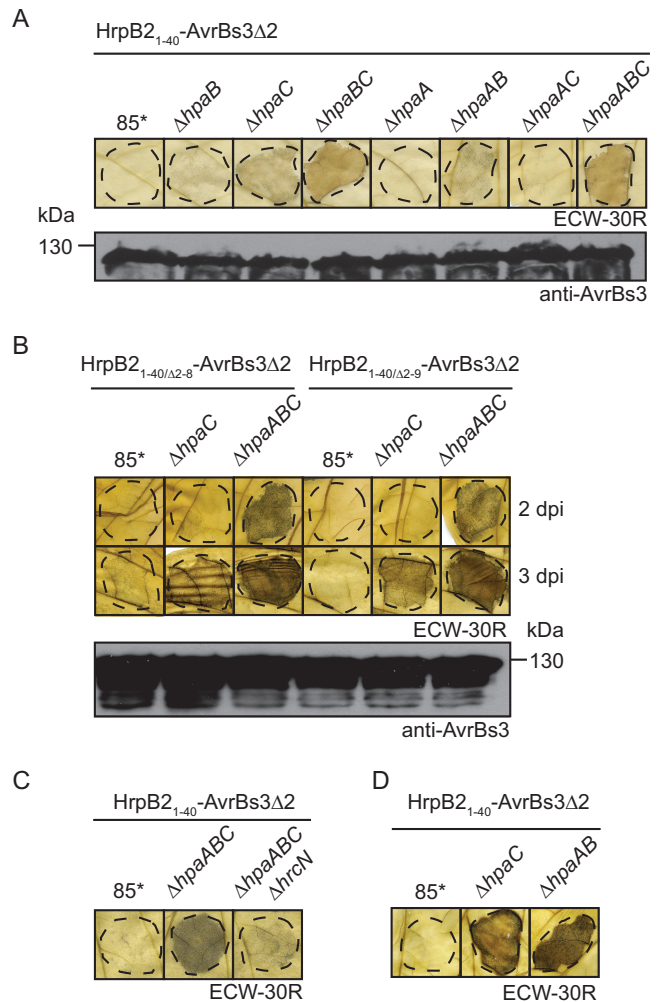 A
HrpB21-40-AvrBs3Δ2
85* ΔhpaB ΔhpaC ΔhpaBC ΔhpaA ΔhpaAB ΔhpaAC ΔhpaABC
ECW-30R
kDa
130
anti-AvrBs3
B
HrpB21-40/Δ2-8-AvrBs3Δ2 HrpB21-40/Δ2-9-AvrBs3Δ2
85* ΔhpaC ΔhpaABC 85* ΔhpaC ΔhpaABC
2 dpi
3 dpi
ECW-30R kDa
130
anti-AvrBs3
C
HrpB21-40-AvrBs3Δ2
85* ΔhpaABC ΔhpaABC
ΔhrcN
ECW-30R
D
HrpB21-40-AvrBs3Δ2
85* ΔhpaC ΔhpaAB
ECW-30R